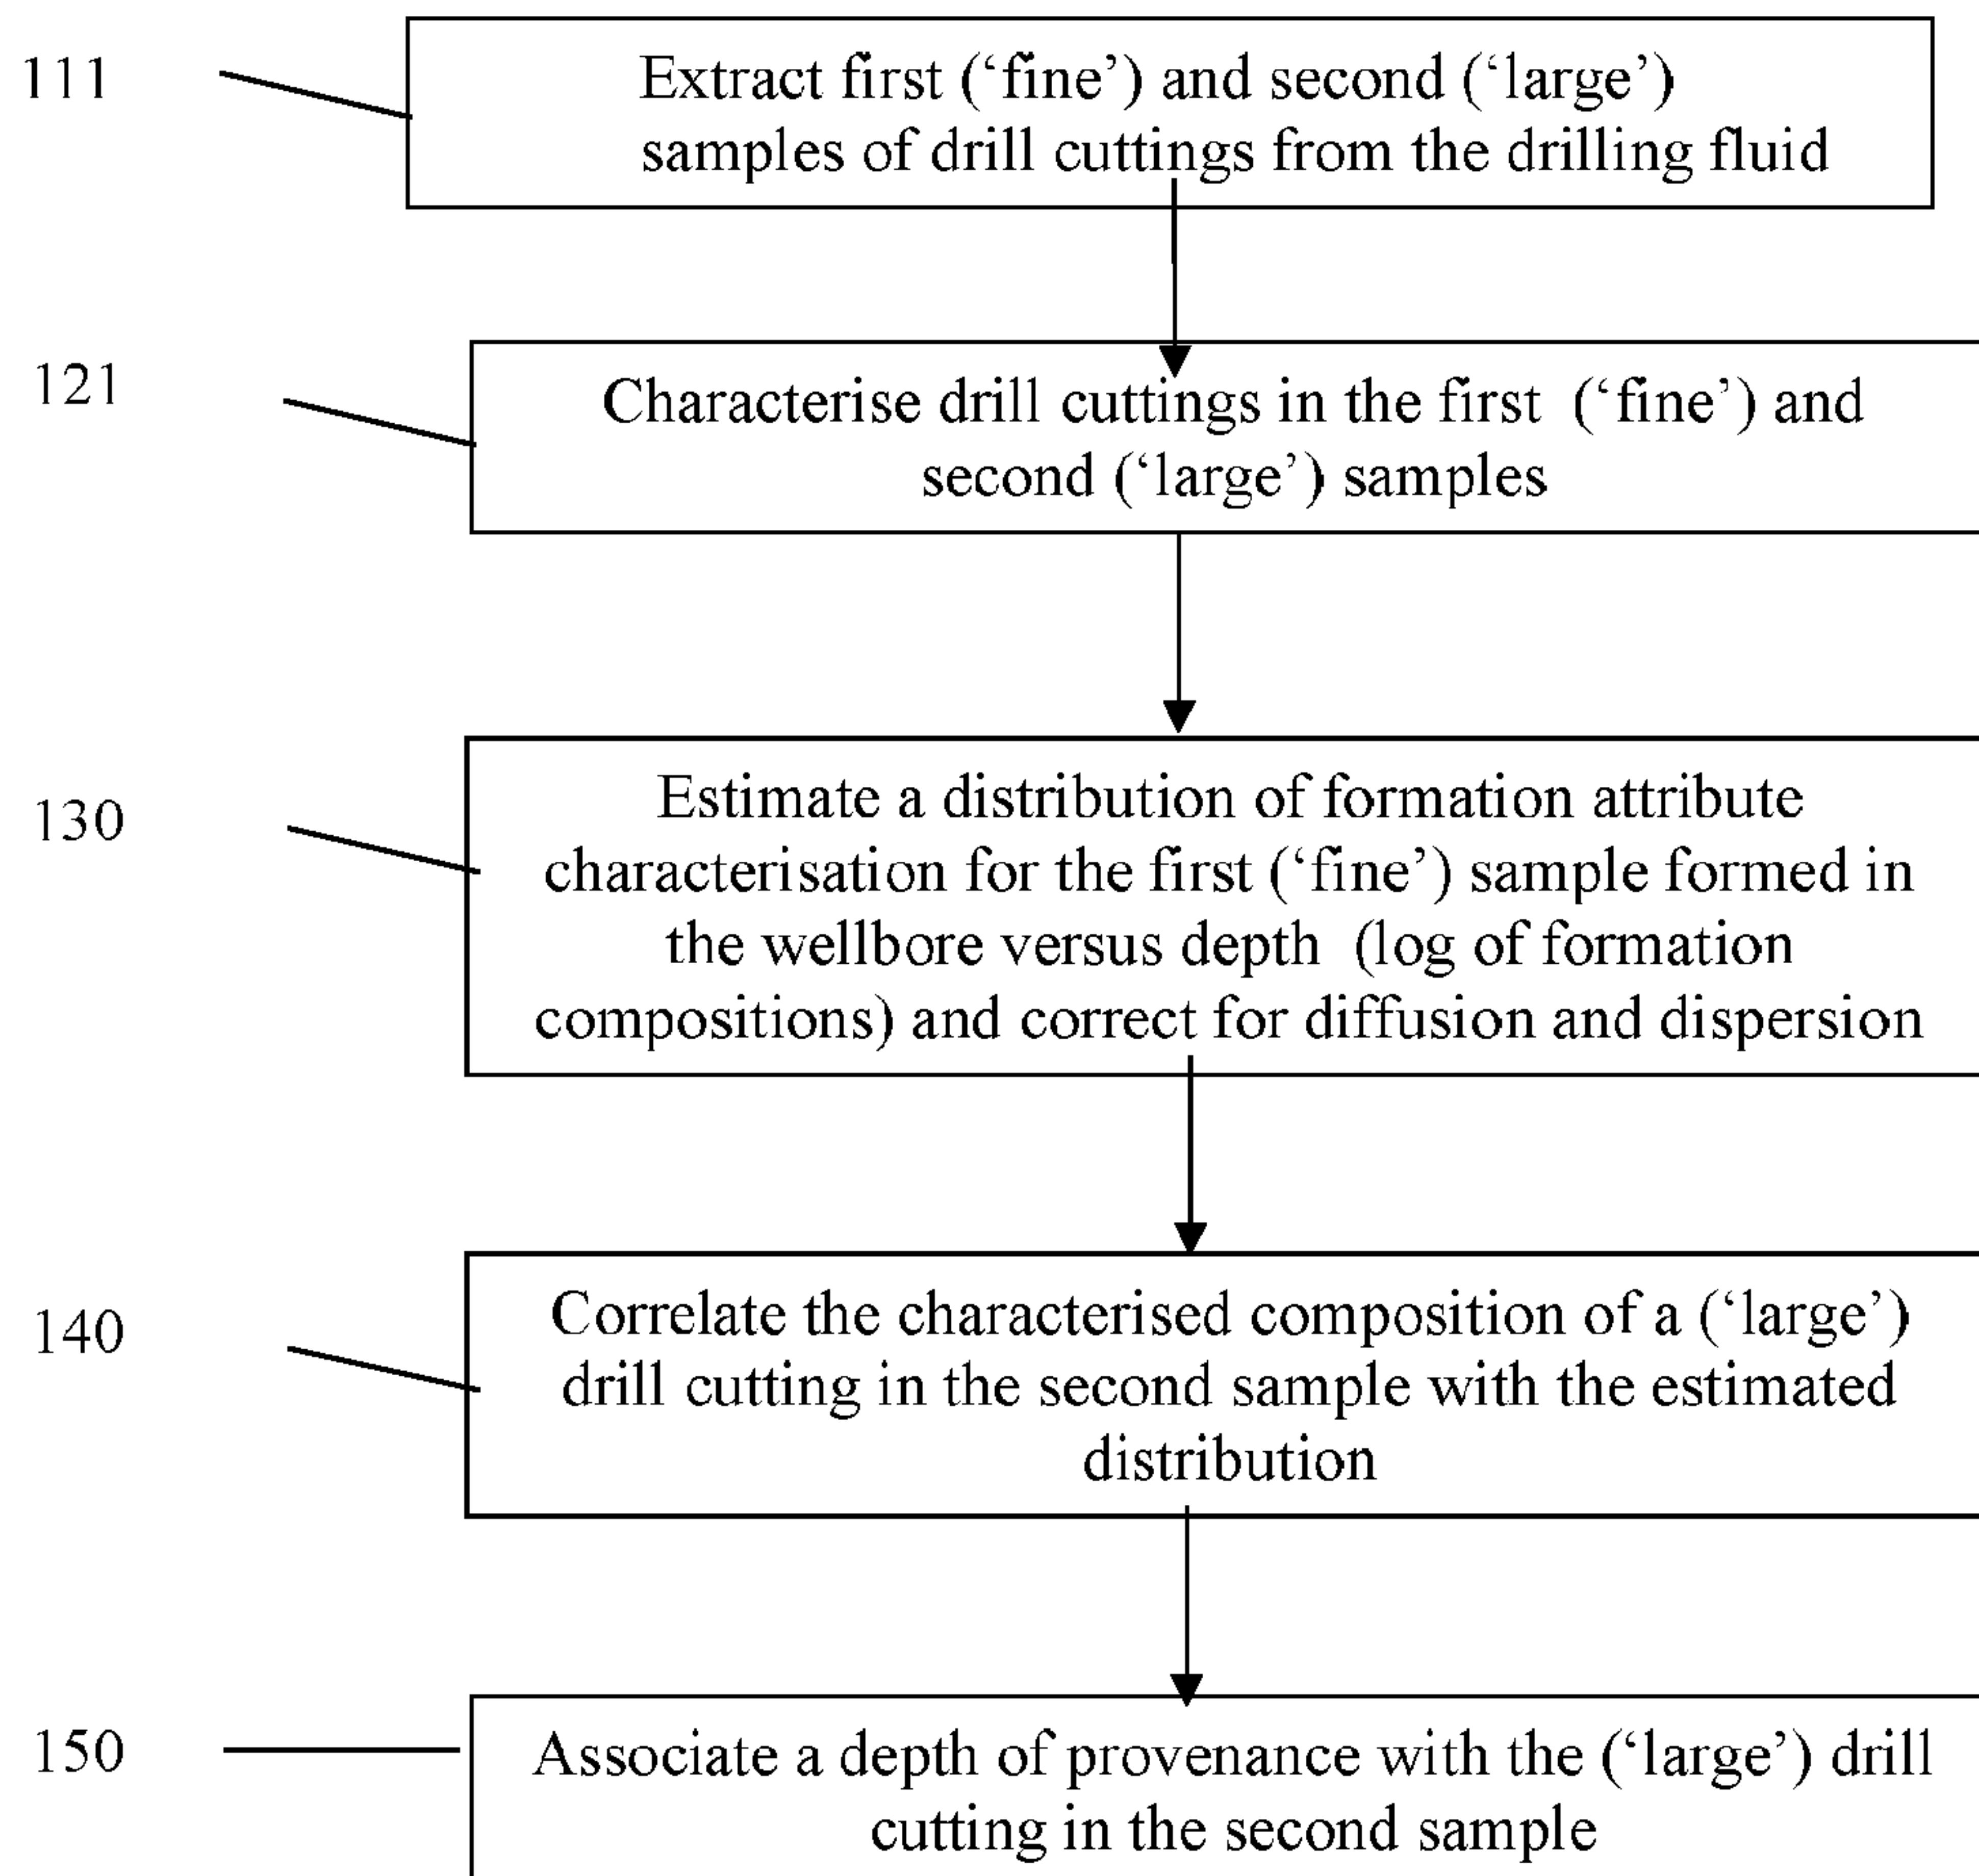 111
Extract first (‘fine’) and second (‘large’)
samples of drill cuttings from the drilling fluid
121
Characterise drill cuttings in the first (‘fine’) and
second (‘large’) samples
130
Estimate a distribution of formation attribute
characterisation for the first (‘fine’) sample formed in
the wellbore versus depth (log of formation
compositions) and correct for diffusion and dispersion
140
Correlate the characterised composition of a (‘large’)
drill cutting in the second sample with the estimated
distribution
150
Associate a depth of provenance with the (‘large’) drill
cutting in the second sample